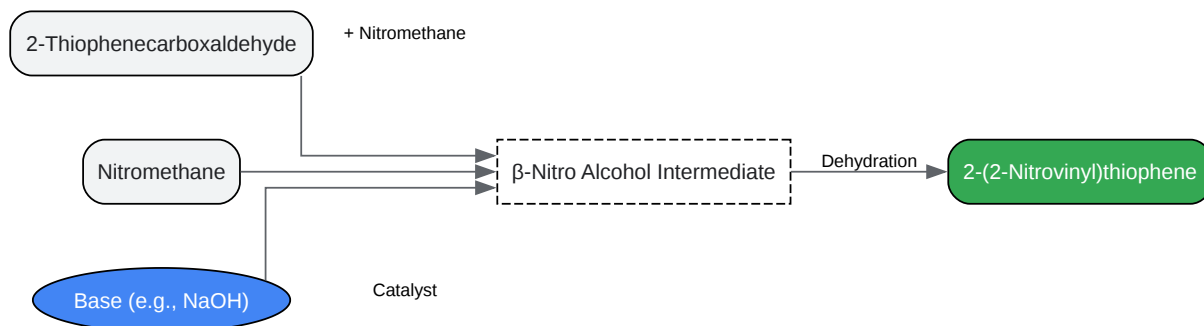 2-Thiophenecarboxaldehyde
+ Nitromethane
Nitromethane
β-Nitro Alcohol Intermediate
Dehydration
2-(2-Nitrovinyl)thiophene
Base (e.g., NaOH)
Catalyst